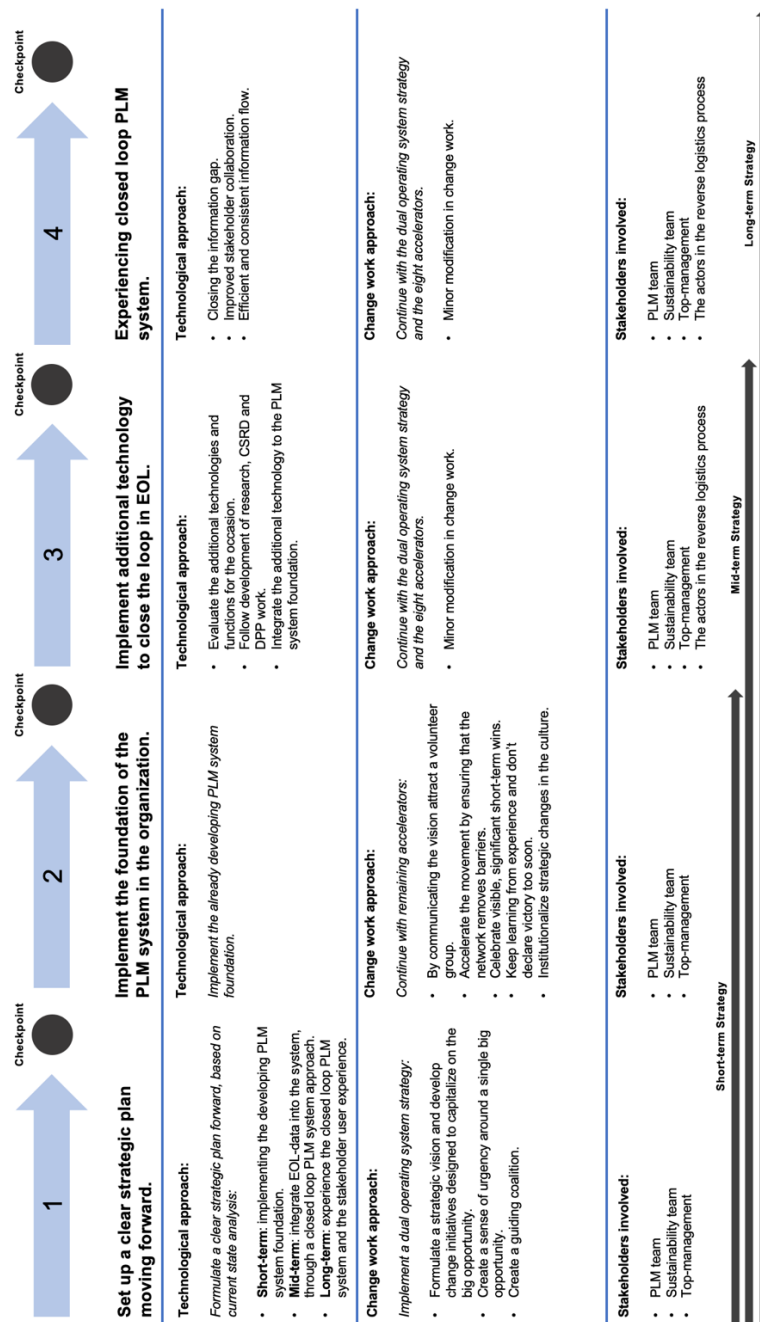 1
Checkpoint
2
Checkpoint
3
Checkpoint
4
Checkpoint
Set up a clear strategic plan
moving forward.
Technological approach:
Formulate a clear strategic plan forward, based on
current state analysis:
• Short-term: implementing the developing PLM
system foundation.
• Mid-term: integrate EOL-data into the system,
through a closed loop PLM system approach.
• Long-term: experience the closed loop PLM
system and the stakeholder user experience.
Change work approach:
Implement a dual operating system strategy:
• Formulate a strategic vision and develop
change initiatives designed to capitalize on the
big opportunity.
• Create a sense of urgency around a single big
opportunity.
• Create a guiding coalition.
Stakeholders involved:
• PLM team
• Sustainability team
• Top-management
Implement the foundation of the
PLM system in the organization.
Technological approach:
Implement the already developing PLM system
foundation.
Change work approach:
Continue with remaining accelerators:
• By communicating the vision attract a volunteer
group.
• Accelerate the movement by ensuring that the
network removes barriers.
• Celebrate visible, significant short-term wins.
• Keep learning from experience and don't
declare victory too soon.
• Institutionalize strategic changes in the culture.
Stakeholders involved:
• PLM team
• Sustainability team
• Top-management
Implement additional technology
to close the loop in EOL.
Technological approach:
• Evaluate the additional technologies and
functions for the occasion.
• Follow development of research, CSRD and
DPP work.
• Integrate the additional technology to the PLM
system foundation.
Change work approach:
Continue with the dual operating system strategy
and the eight accelerators.
• Minor modification in change work.
Stakeholders involved:
• PLM team
• Sustainability team
• Top-management
• The actors in the reverse logistics process
Experiencing closed loop PLM
system.
Technological approach:
• Closing the information gap.
• Improved stakeholder collaboration.
• Efficient and consistent information flow.
Change work approach:
Continue with the dual operating system strategy
and the eight accelerators.
• Minor modification in change work.
Stakeholders involved:
• PLM team
• Sustainability team
• Top-management
• The actors in the reverse logistics process
Short-term Strategy
Mid-term Strategy
Long-term Strategy